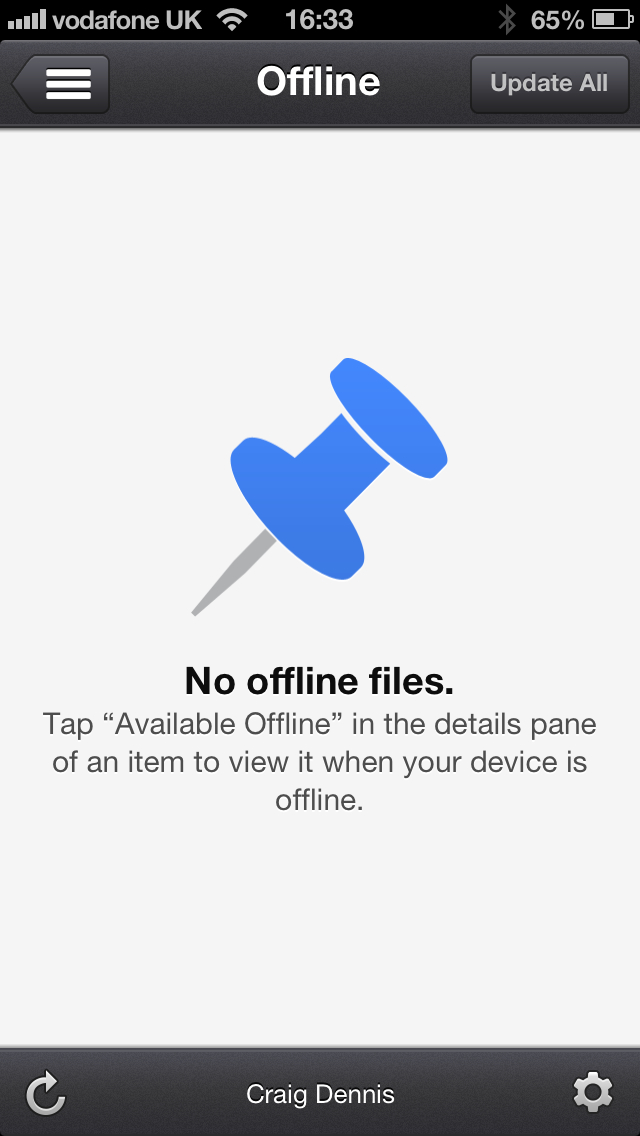 vodafone UK 16:33 65%
Offline Update All
No offline files.
Tap “Available Offline” in the details pane
of an item to view it when your device is
offline.
Craig Dennis